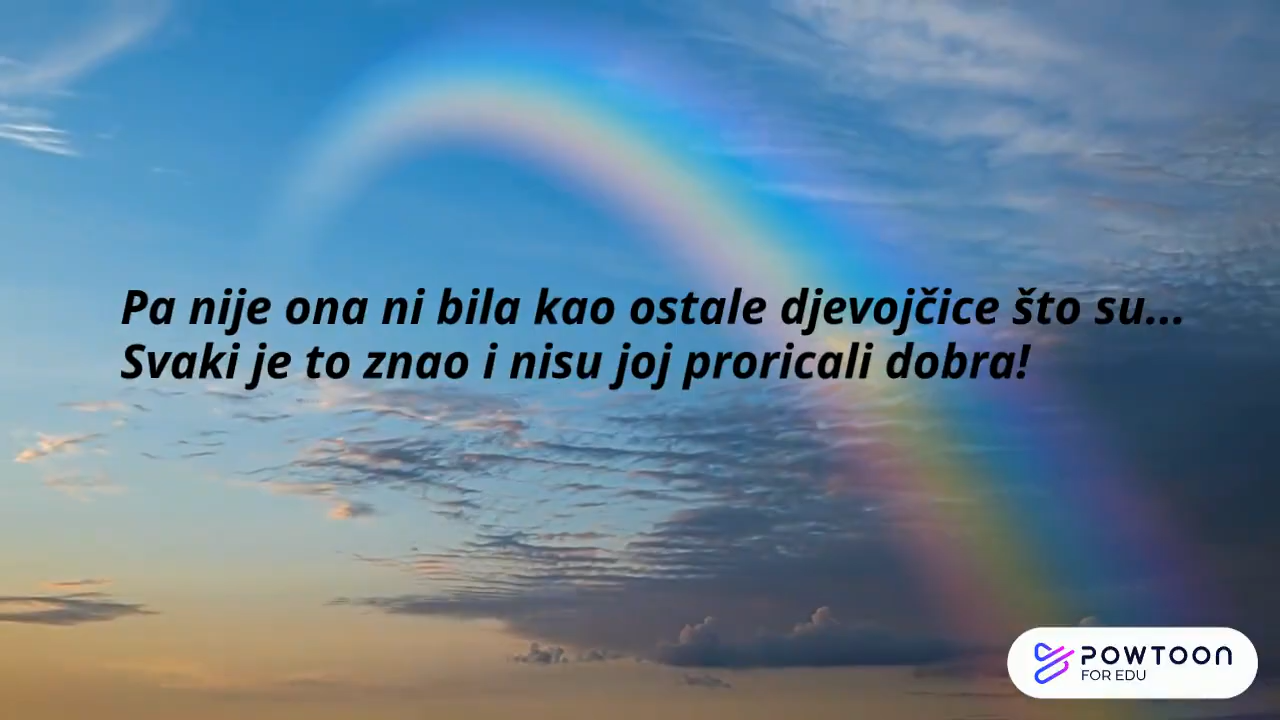 Pa nije ona ni bila kao ostale djevojčice što su...
Svaki je to znao i nisu joj proricali dobra!
POWTOON
FOR EDU